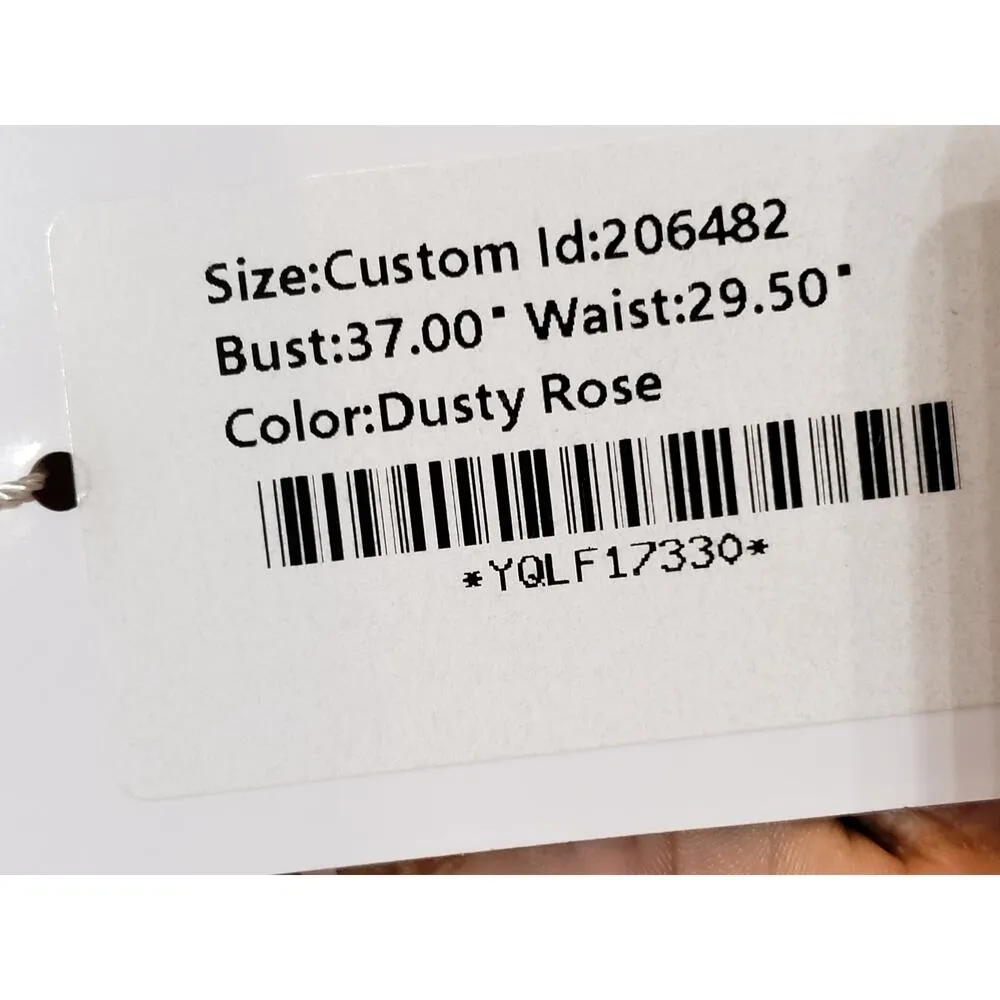 Size:Custom Id:206482
Bust:37.00" Waist:29.50"
Color:Dusty Rose
*YQLF17330*